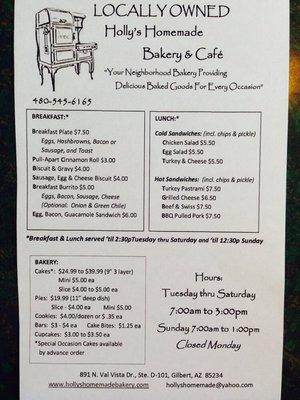 LOCALLY OWNED
Holly's Homemade
Bakery & Café
"Your Neighborhood Bakery Providing
Delicious Baked Goods For Every Occasion"
480-545-6165
BREAKFAST:*
Breakfast Plate $7.50
Eggs, Hashbrowns, Bacon or
Sausage, and Toast
Pull-Apart Cinnamon Roll $3.00
Biscuit & Gravy $4.00
Sausage, Egg & Cheese Biscuit $4.00
Breakfast Burrito $5.00
Eggs, Bacon, Sausage, Cheese
(Optional: Onion & Green Chile)
Egg, Bacon, Guacamole Sandwich $6.00
LUNCH:*
Cold Sandwiches: (incl. chips & pickle)
Chicken Salad $5.50
Egg Salad $5.50
Turkey & Cheese $5.50
Hot Sandwiches: (incl. chips & pickle)
Turkey Pastrami $7.50
Grilled Cheese $6.50
Beef & Swiss $7.50
BBQ Pulled Pork $7.50
*Breakfast & Lunch served 'til 2:30pTuesday thru Saturday and 'til 12:30p Sunday
BAKERY:
Cakes*: $24.99 to $39.99 (9" 3 layer)
Mini $5.00 ea
Slice $4.00 to $5.00 ea
Pies: $19.99 (11" deep dish)
Slice - $4.00 ea Mini $5.00
Cookies: $4.00/dozen or $ .35 ea
Bars: $3 - $4 ea Cake Bites: $1.25 ea
Cupcakes: $3.00 to $3.50 ea
*Special Occasion Cakes available
by advance order
Hours:
Tuesday thru Saturday
7:00am to 3:00pm
Sunday 7:00am to 1:00pm
Closed Monday
891 N. Val Vista Dr., Ste. D-101, Gilbert, AZ 85234
www.hollyshomemadebakery.com hollyshomemade@yahoo.com